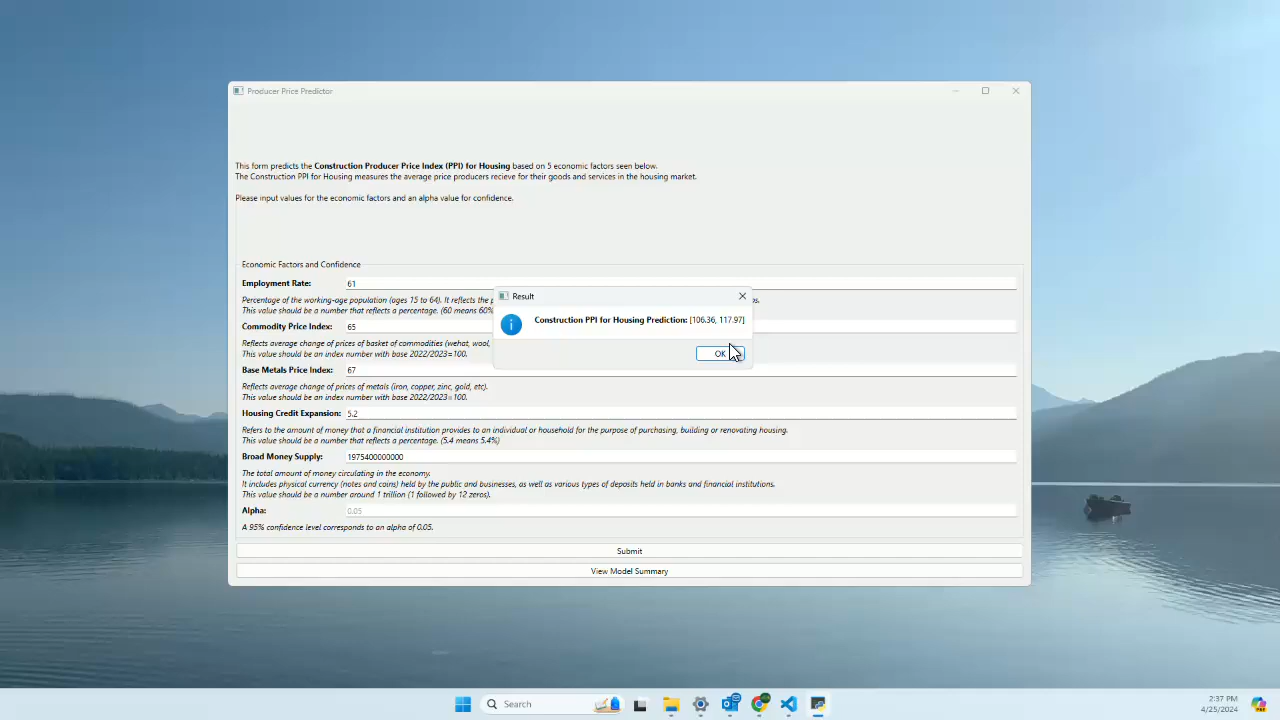 Producer Price Predictor
This form predicts the Construction Producer Price Index (PPI) for Housing based on 5 economic factors seen below.
The Construction PPI for Housing measures the average price producers recieve for their goods and services in the housing market.
Please input values for the economic factors and an alpha value for confidence.
Economic Factors and Confidence
Employment Rate: 61
Percentage of the working-age population (ages 15 to 64). It reflects the
This value should be a number that reflects a percentage. (60 means 60%
Result
Construction PPI for Housing Prediction: [106.36, 117.97]
OK
Commodity Price Index: 65
Reflects average change of prices of basket of commodities (wehat, wool,
This value should be an index number with base 2022/2023=100.
Base Metals Price Index: 67
Reflects average change of prices of metals (iron, copper, zinc, gold, etc).
This value should be an index number with base 2022/2023=100.
Housing Credit Expansion: 5.2
Refers to the amount of money that a financial institution provides to an individual or household for the purpose of purchasing, building or renovating housing.
This value should be a number that reflects a percentage. (5.4 means 5.4%)
Broad Money Supply: 1975400000000
The total amount of money circulating in the economy.
It includes physical currency (notes and coins) held by the public and businesses, as well as various types of deposits held in banks and financial institutions.
This value should be a number around 1 trillion (1 followed by 12 zeros).
Alpha: 0.05
A 95% confidence level corresponds to an alpha of 0.05.
Submit
View Model Summary
Search
2:37 PM
4/25/2024